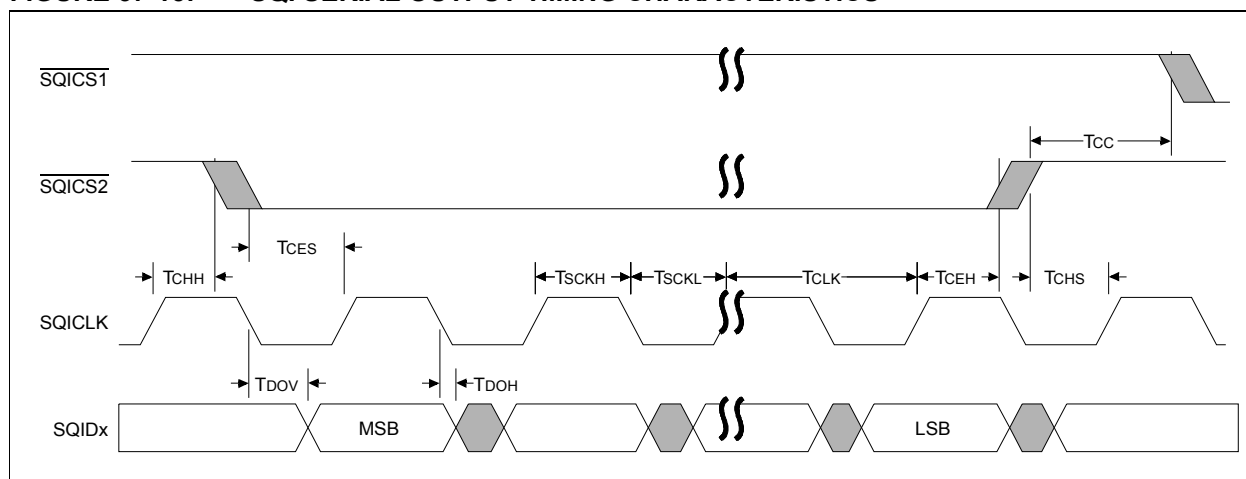 SQICS1
TCC
SQICS2
TCES
TCHH
TSCKH
TSCKL
TCLK
TCEH
TCHS
SQICLK
TDOV
TDOH
SQIDx
MSB
LSB